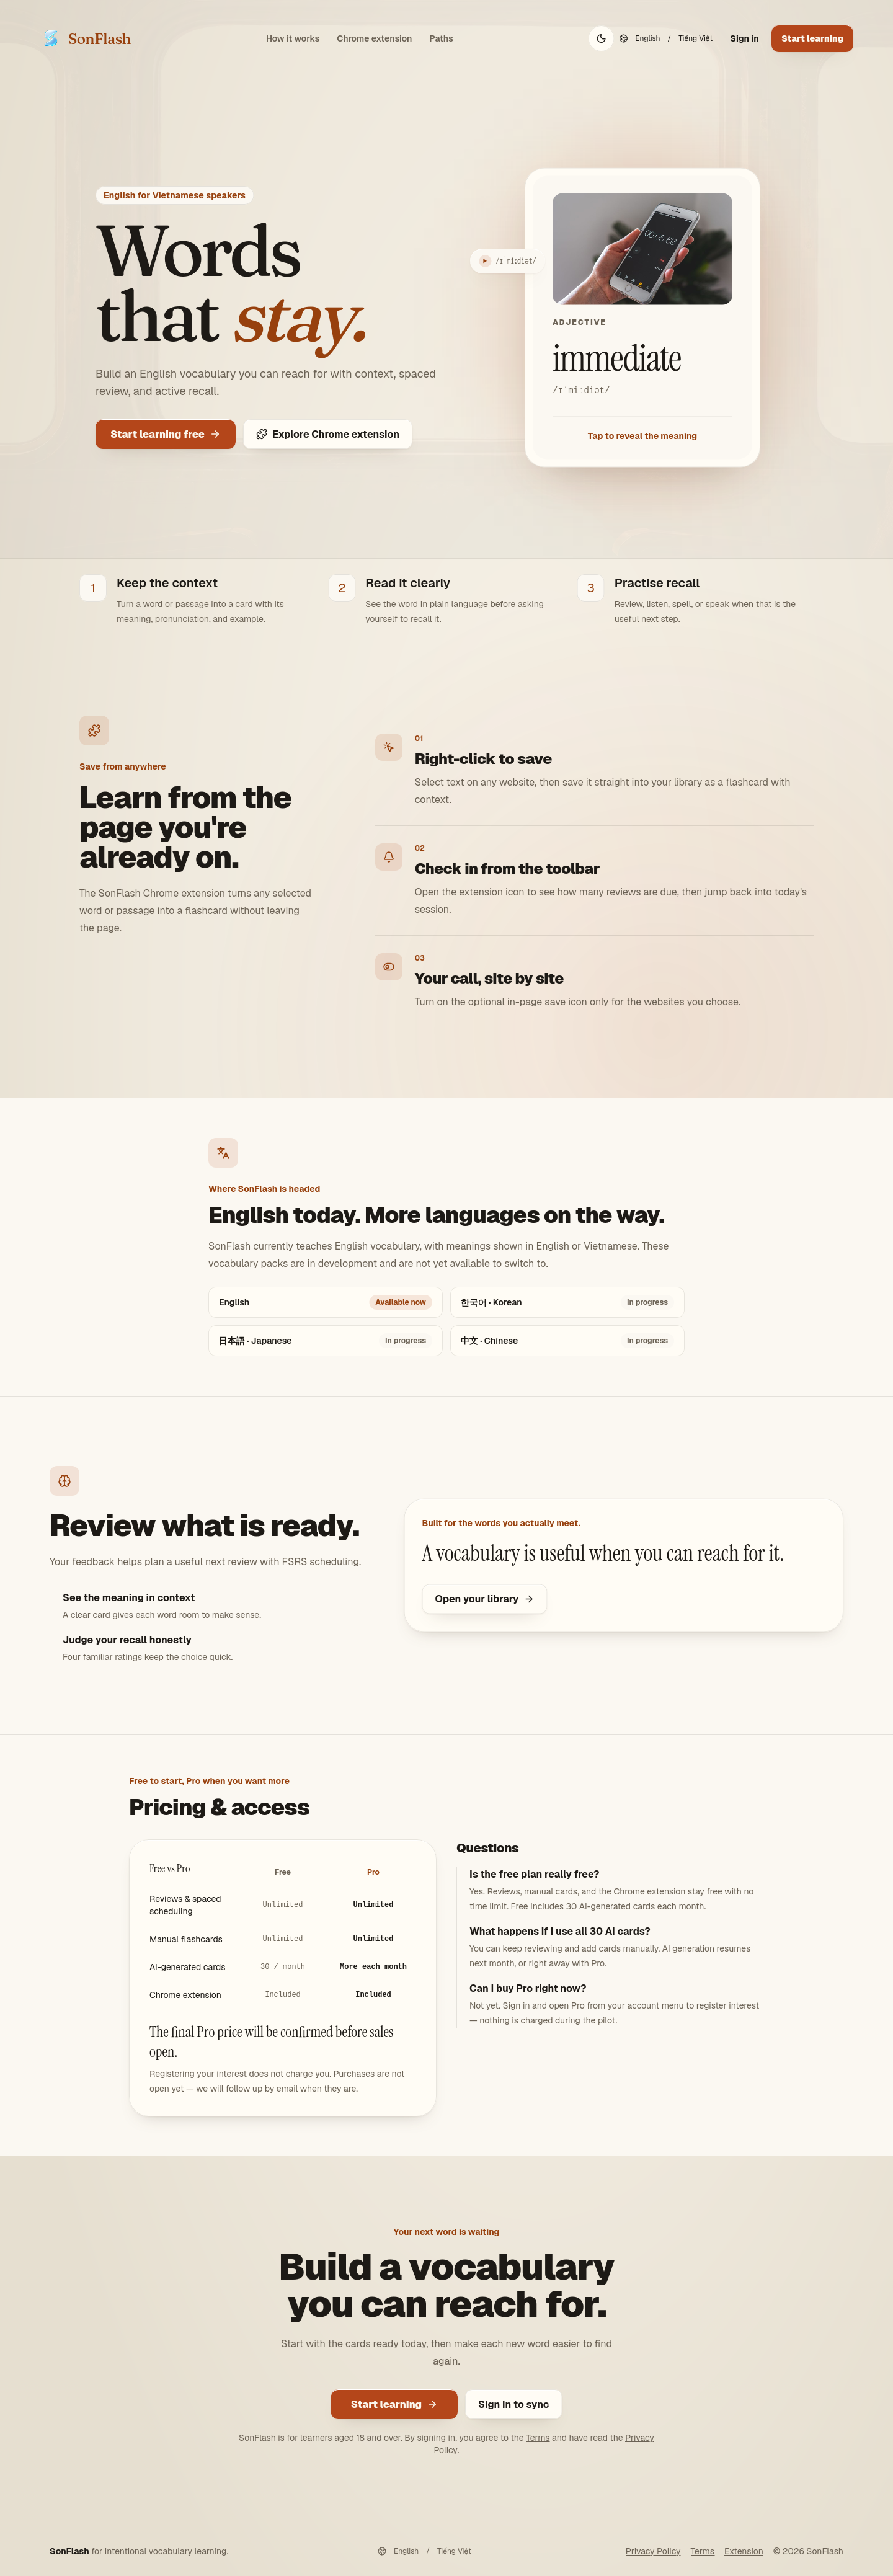 SonFlash
How it works
Chrome extension
Paths
English / Tiếng Việt
Sign in
Start learning
English for Vietnamese speakers
Words
that stay.
Build an English vocabulary you can reach for with context, spaced
review, and active recall.
Start learning free →
Explore Chrome extension
00:05.63
/ɪˈmiːdiət/
ADJECTIVE
immediate
/ɪˈmiːdiət/
Tap to reveal the meaning
1
Keep the context
Turn a word or passage into a card with its
meaning, pronunciation, and example.
2
Read it clearly
See the word in plain language before asking
yourself to recall it.
3
Practise recall
Review, listen, spell, or speak when that is the
useful next step.
Save from anywhere
Learn from the
page you're
already on.
The SonFlash Chrome extension turns any selected
word or passage into a flashcard without leaving
the page.
01
Right-click to save
Select text on any website, then save it straight into your library as a flashcard with
context.
02
Check in from the toolbar
Open the extension icon to see how many reviews are due, then jump back into today's
session.
03
Your call, site by site
Turn on the optional in-page save icon only for the websites you choose.
Where SonFlash is headed
English today. More languages on the way.
SonFlash currently teaches English vocabulary, with meanings shown in English or Vietnamese. These
vocabulary packs are in development and are not yet available to switch to.
English
Available now
한국어 · Korean
In progress
日本語 · Japanese
In progress
中文 · Chinese
In progress
Review what is ready.
Your feedback helps plan a useful next review with FSRS scheduling.
See the meaning in context
A clear card gives each word room to make sense.
Judge your recall honestly
Four familiar ratings keep the choice quick.
Built for the words you actually meet.
A vocabulary is useful when you can reach for it.
Open your library →
Free to start, Pro when you want more
Pricing & access
Free vs Pro
Free
Pro
Reviews & spaced
scheduling
Unlimited
Unlimited
Manual flashcards
Unlimited
Unlimited
AI-generated cards
30 / month
More each month
Chrome extension
Included
Included
The final Pro price will be confirmed before sales
open.
Registering your interest does not charge you. Purchases are not
open yet — we will follow up by email when they are.
Questions
Is the free plan really free?
Yes. Reviews, manual cards, and the Chrome extension stay free with no
time limit. Free includes 30 AI-generated cards each month.
What happens if I use all 30 AI cards?
You can keep reviewing and add cards manually. AI generation resumes
next month, or right away with Pro.
Can I buy Pro right now?
Not yet. Sign in and open Pro from your account menu to register interest
— nothing is charged during the pilot.
Your next word is waiting
Build a vocabulary
you can reach for.
Start with the cards ready today, then make each new word easier to find
again.
Start learning →
Sign in to sync
SonFlash is for learners aged 18 and over. By signing in, you agree to the Terms and have read the Privacy
Policy.
SonFlash for intentional vocabulary learning.
English / Tiếng Việt
Privacy Policy
Terms
Extension
© 2026 SonFlash